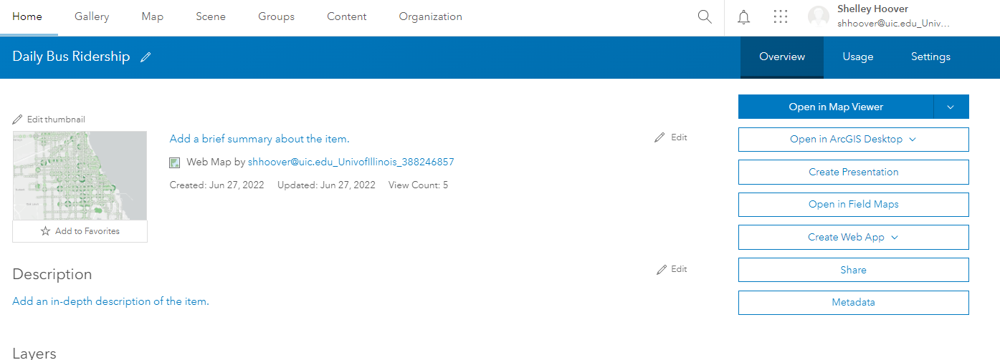 Home Gallery Map Scene Groups Content Organization
Shelley Hoover
shhoover@uic.edu_Univ...
Daily Bus Ridership
Overview Usage Settings
Edit thumbnail
Add to Favorites
Add a brief summary about the item.
Edit
Web Map by shhoover@uic.edu_UnivofIllinois_388246857
Created: Jun 27, 2022 Updated: Jun 27, 2022 View Count: 5
Description
Edit
Add an in-depth description of the item.
Layers
Open in Map Viewer
Open in ArcGIS Desktop
Create Presentation
Open in Field Maps
Create Web App
Share
Metadata